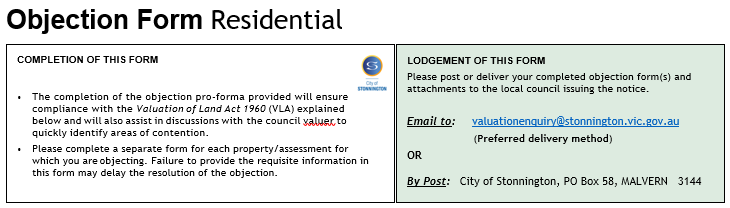 Objection Form Residential
COMPLETION OF THIS FORM
City of
STONNINGTON
• The completion of the objection pro-forma provided will ensure
compliance with the Valuation of Land Act 1960 (VLA) explained
below and will also assist in discussions with the council valuer to
quickly identify areas of contention.
• Please complete a separate form for each property/assessment for
which you are objecting. Failure to provide the requisite information in
this form may delay the resolution of the objection.
LODGEMENT OF THIS FORM
Please post or deliver your completed objection form(s) and
attachments to the local council issuing the notice.
Email to: valuationenquiry@stonnington.vic.gov.au
(Preferred delivery method)
OR
By Post: City of Stonnington, PO Box 58, MALVERN 3144